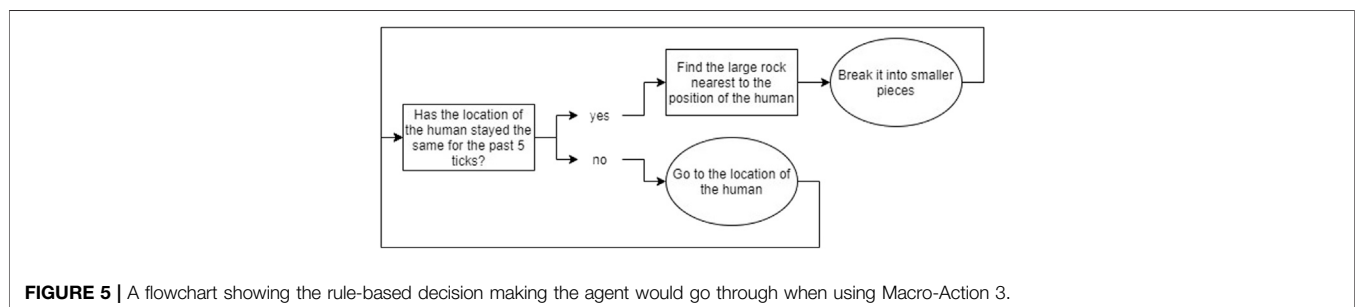 Has the location of
the human stayed the
same for the past 5
ticks?
yes
no
Find the large rock
nearest to the
position of the human
Break it into smaller
pieces
Go to the location of
the human
FIGURE 5 | A flowchart showing the rule-based decision making the agent would go through when using Macro-Action 3.